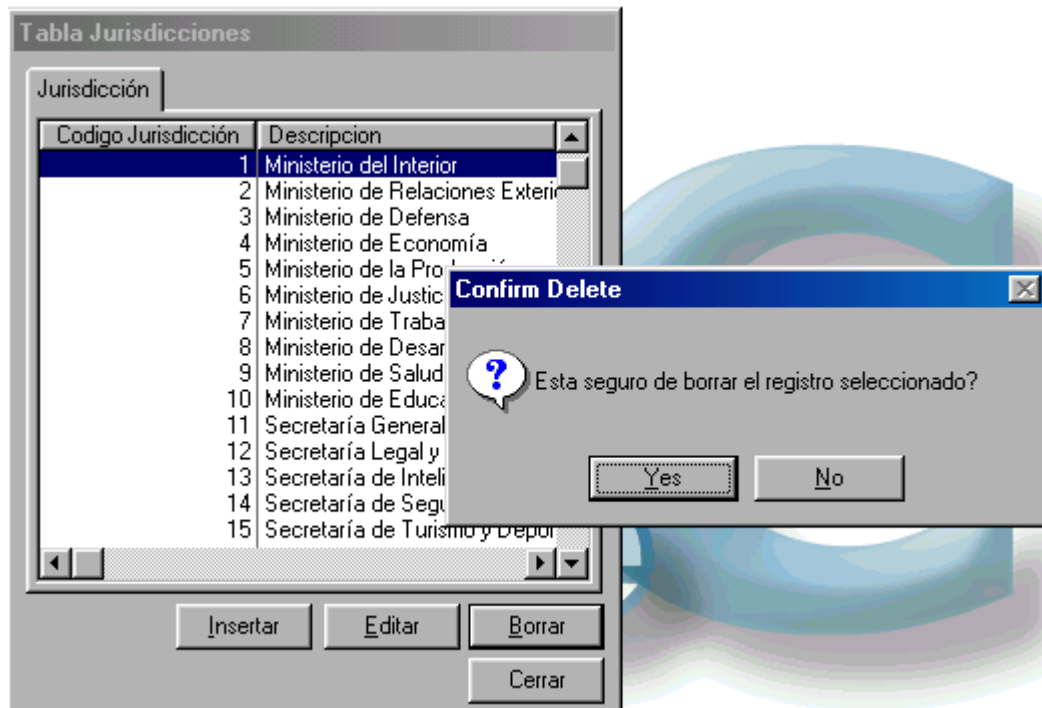 Tabla Jurisdicciones
Jurisdicción
Codigo Jurisdicción Descripcion
1 Ministerio del Interior
2 Ministerio de Relaciones
3 Ministerio de Defensa
4 Ministerio de Economía
5 Ministerio de la
6 Ministerio de
7 Ministerio de
8 Ministerio de
9 Ministerio de Salud
10 Ministerio de
11 Secretaría General
12 Secretaría Legal y
13 Secretaría de
14 Secretaría de
15 Secretaría de Turismo y
Confirm Delete
Esta seguro de borrar el registro seleccionado?
Yes No
Insertar Editar Borrar
Cerrar